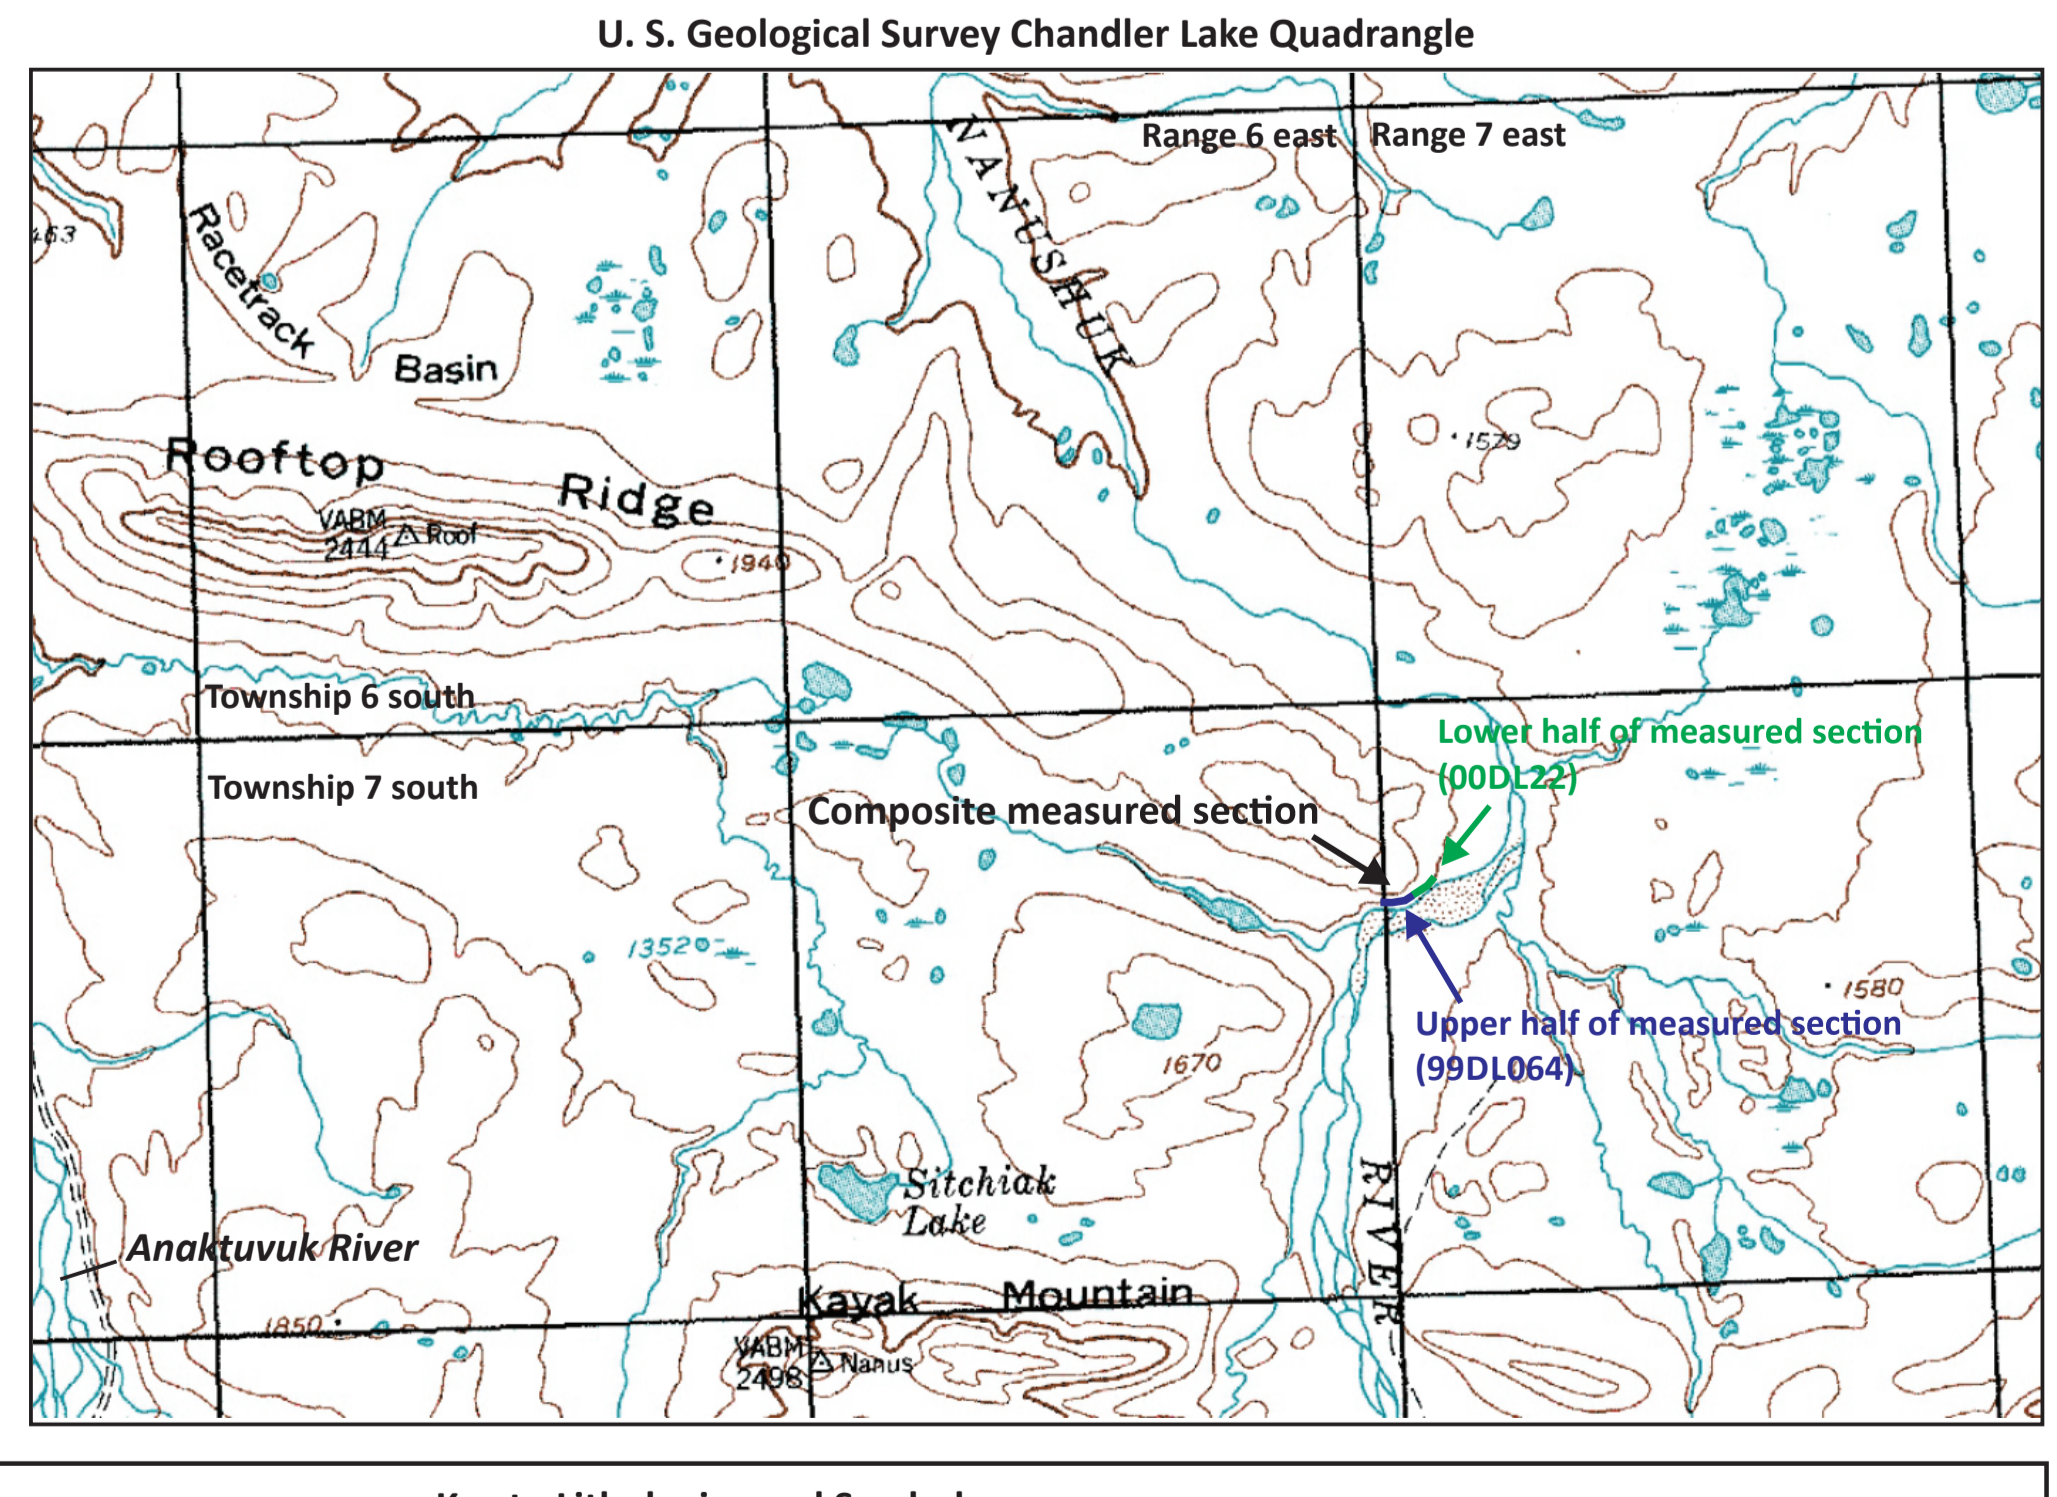 U. S. Geological Survey Chandler Lake Quadrangle
Range 6 east
Range 7 east
NANUSHUK
Racetrack
Basin
Rooftop
Ridge
VABM
2444
Roof
1940
1579
Township 6 south
Township 7 south
Lower half of measured section
(00DL22)
Composite measured section
1352
1580
Upper half of measured section
(99DL064)
1670
Sitchiak
Lake
RIVER
Anaktuvuk River
Kayak Mountain
1850
VABM
2498
Nanus